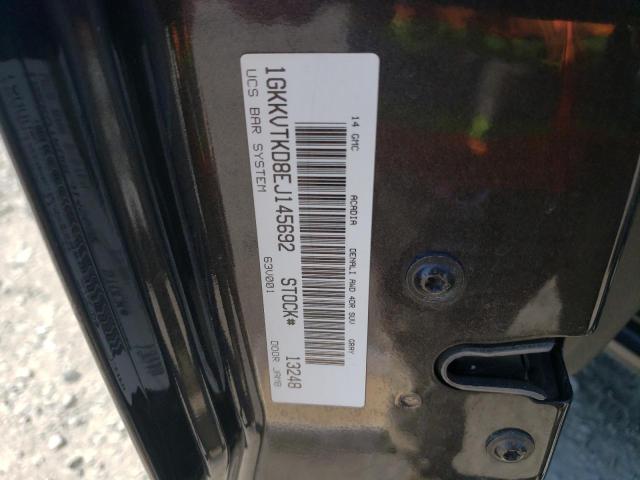 14 GMC ACADIA DENALI AWD 4DR SUV GRAY
1GKKVTKD8EJ145692 STOCK# 13248
UCS BAR SYSTEM 63V001 DOOR JAMB